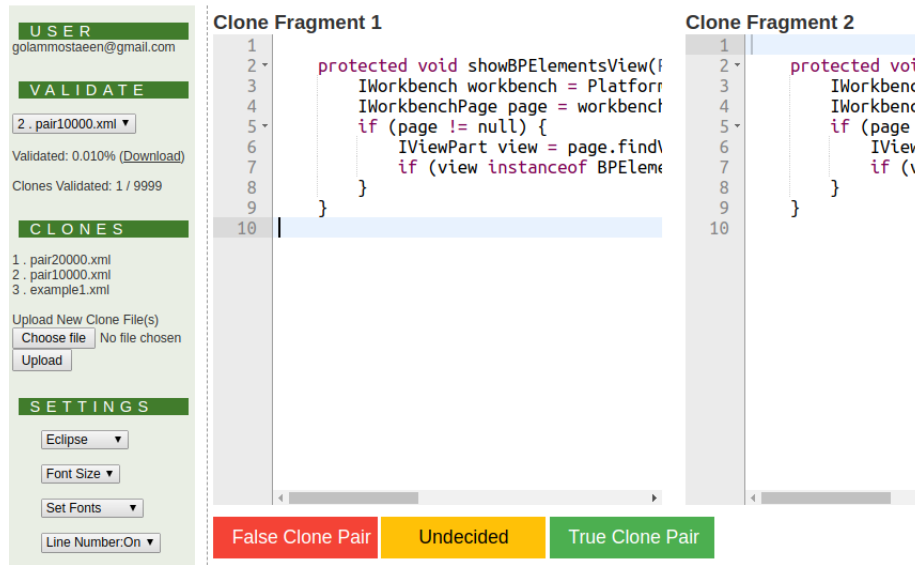 USER
golammostaeen@gmail.com
VALIDATE
2 . pair10000.xml
Validated: 0.010% (Download)
Clones Validated: 1 / 9999
CLONES
1 . pair20000.xml
2 . pair10000.xml
3 . example1.xml
Upload New Clone File(s)
Choose file No file chosen
Upload
SETTINGS
Eclipse
Font Size
Set Fonts
Line Number:On
Clone Fragment 1
1
2 protected void showBPElementsView(
3 IWorkbench workbench = Platform
4 IWorkbenchPage page = workbench
5 if (page != null) {
6 IViewPart view = page.find
7 if (view instanceof BPEleme
8 }
9 }
10
Clone Fragment 2
1
2 protected voi
3 IWorkbenc
4 IWorkbenc
5 if (page
6 IView
7 if (v
8 }
9 }
10
False Clone Pair
Undecided
True Clone Pair